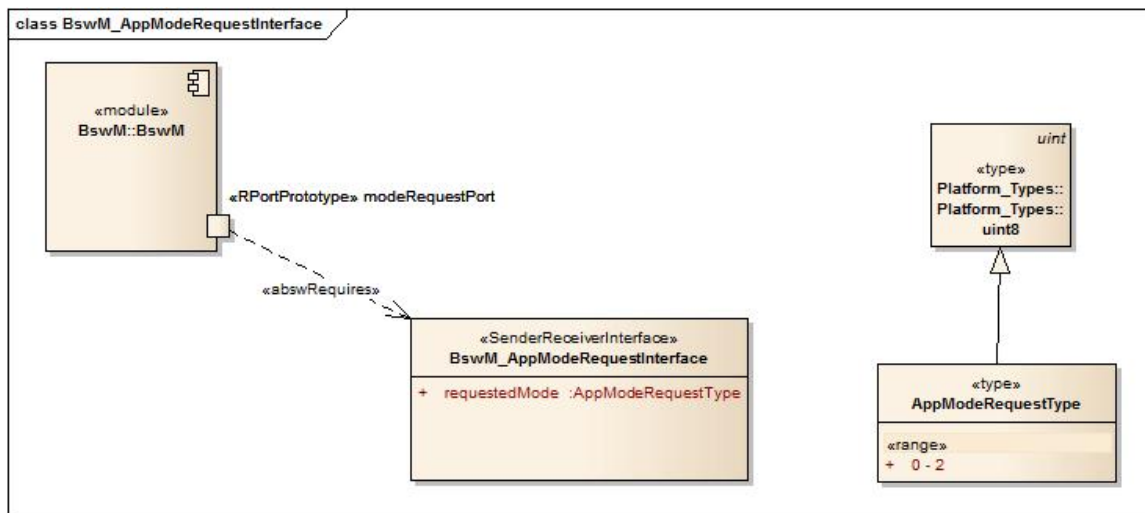 class BswM_AppModeRequestInterface
«module»
BswM::BswM
«RPortPrototype» modeRequestPort
«abswRequires»
«SenderReceiverInterface»
BswM_AppModeRequestInterface
+ requestedMode :AppModeRequestType
uint
«type»
Platform_Types::
Platform_Types::
uint8
«type»
AppModeRequestType
«range»
+ 0 - 2